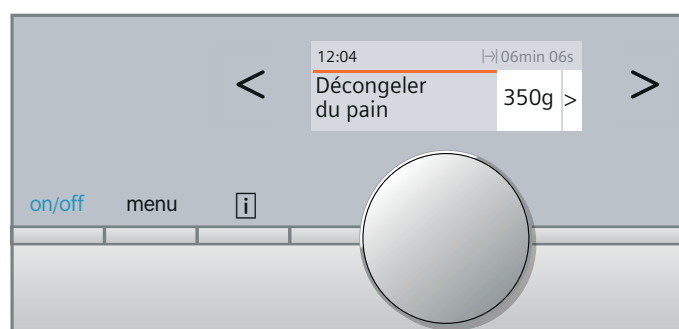 12:04 06min 06s
Décongeler
du pain
350g >
< >
on/off menu i